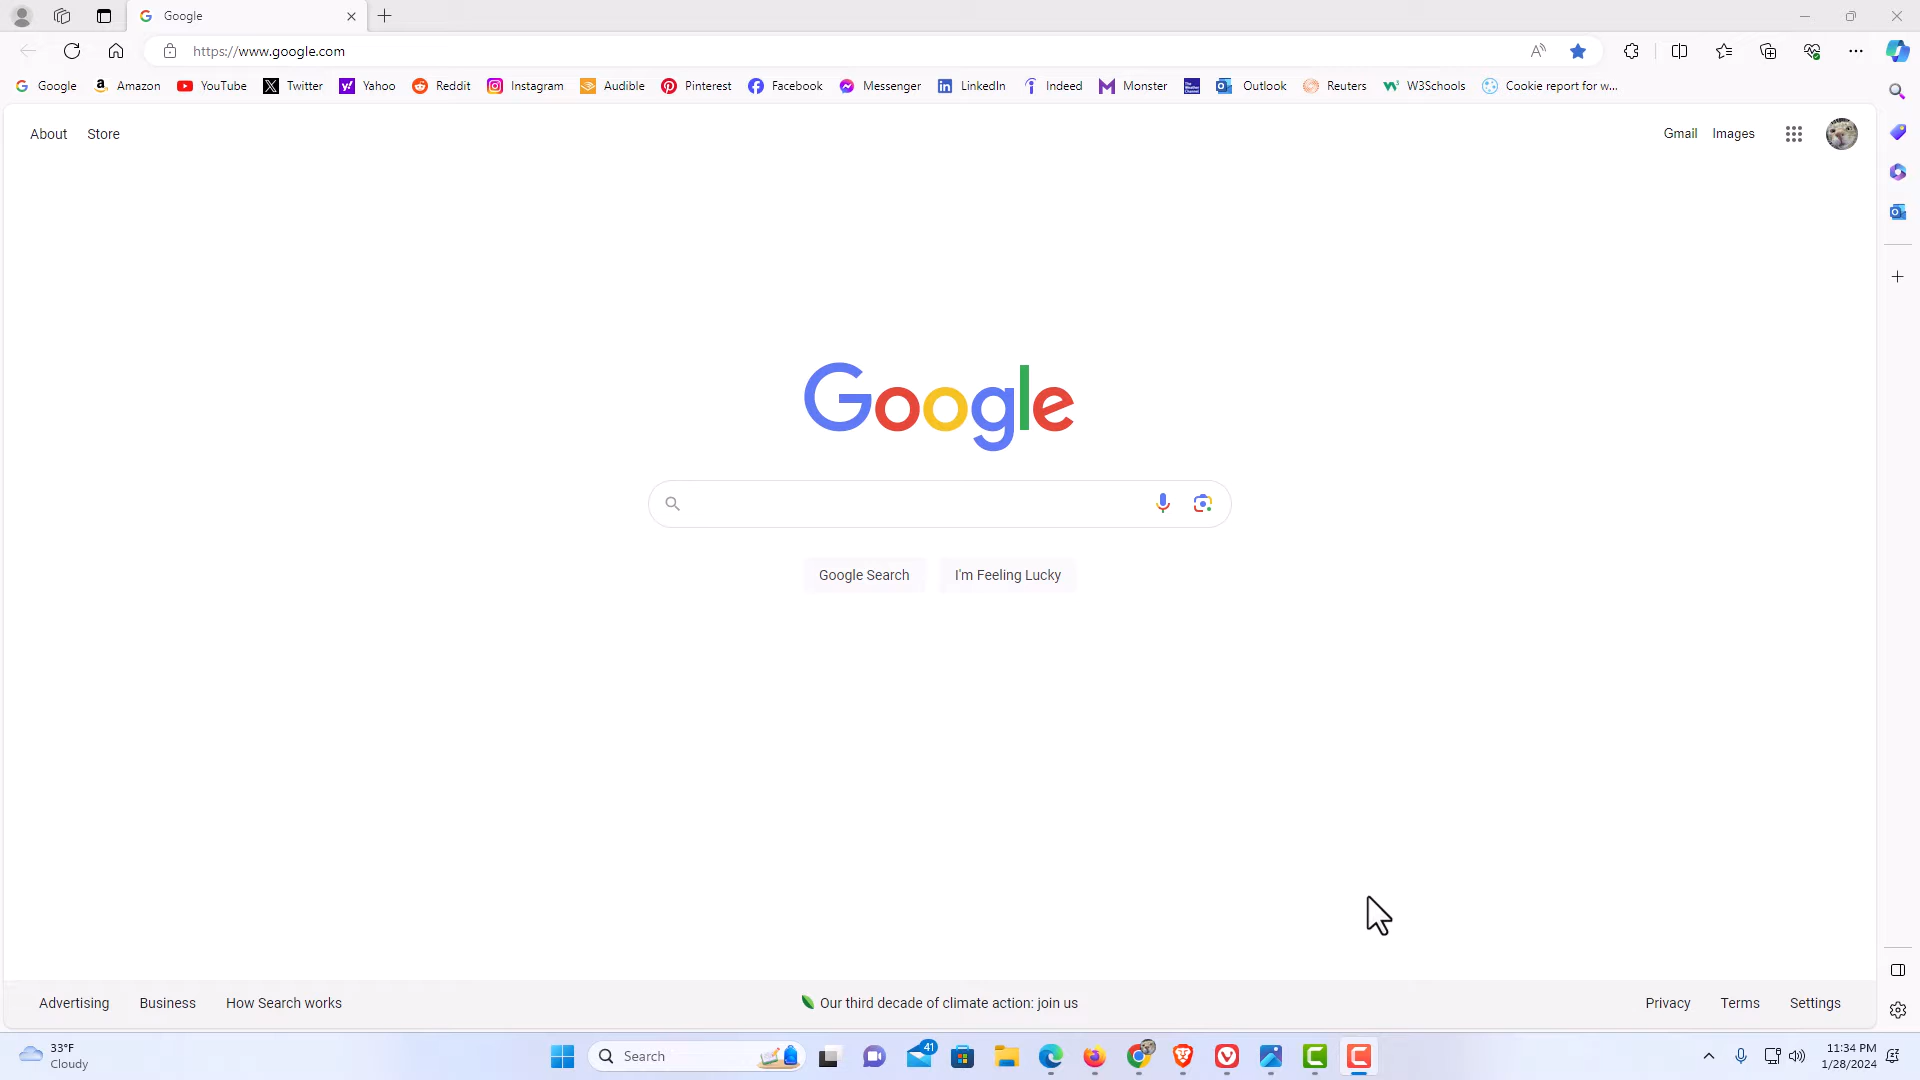 Google
https://www.google.com
Google Amazon YouTube Twitter Yahoo Reddit Instagram Audible Pinterest Facebook Messenger LinkedIn Indeed Monster Outlook Reuters W3Schools Cookie report for w...
About Store Gmail Images
Google
Google Search I'm Feeling Lucky
Advertising Business How Search works Our third decade of climate action: join us Privacy Terms Settings
33°F
Cloudy
Search
41
11:34 PM
1/28/2024